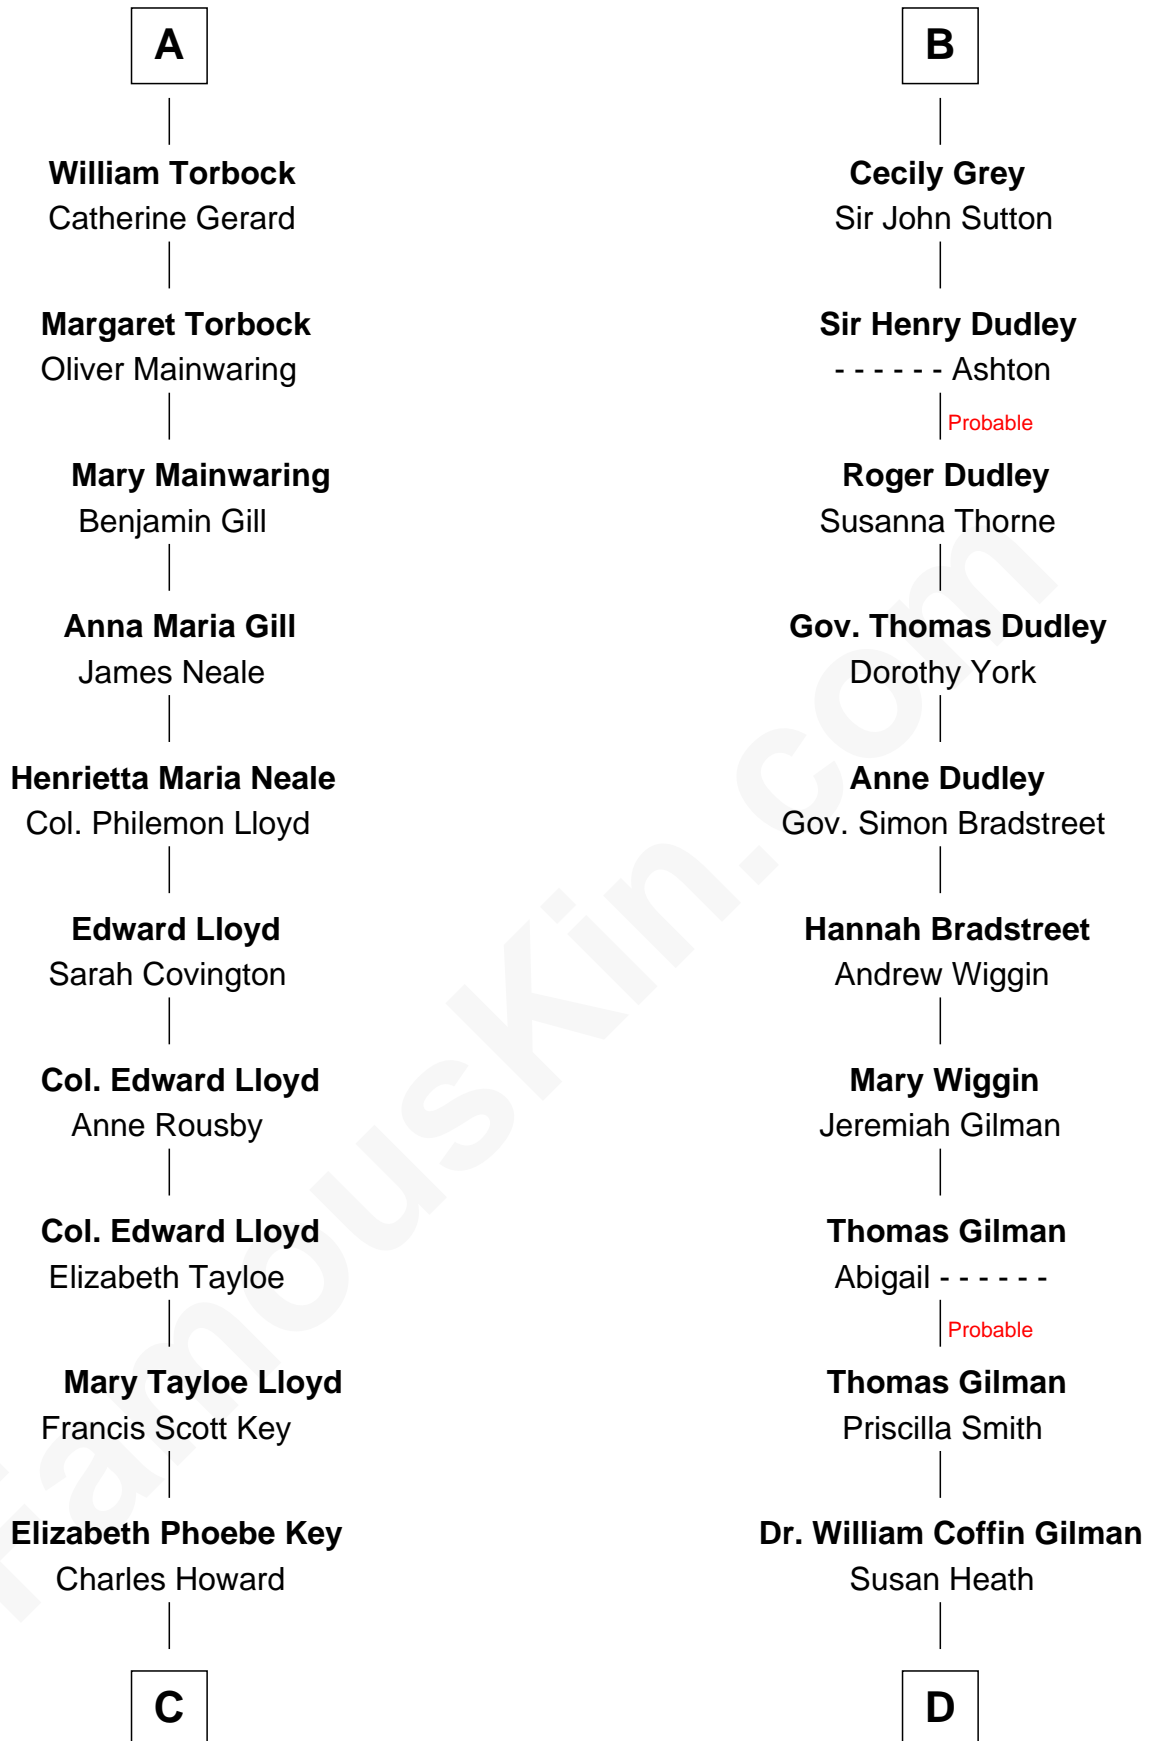 A
William Torbock
Catherine Gerard
Margaret Torbock
Oliver Mainwaring
Mary Mainwaring
Benjamin Gill
Anna Maria Gill
James Neale
Henrietta Maria Neale
Col. Philemon Lloyd
Edward Lloyd
Sarah Covington
Col. Edward Lloyd
Anne Rousby
Col. Edward Lloyd
Elizabeth Tayloe
Mary Tayloe Lloyd
Francis Scott Key
Elizabeth Phoebe Key
Charles Howard
C
B
Cecily Grey
Sir John Sutton
Sir Henry Dudley
- - - - - - Ashton
Probable
Roger Dudley
Susanna Thorne
Gov. Thomas Dudley
Dorothy York
Anne Dudley
Gov. Simon Bradstreet
Hannah Bradstreet
Andrew Wiggin
Mary Wiggin
Jeremiah Gilman
Thomas Gilman
Abigail - - - - - -
Probable
Thomas Gilman
Priscilla Smith
Dr. William Coffin Gilman
Susan Heath
D
FamousKin.com